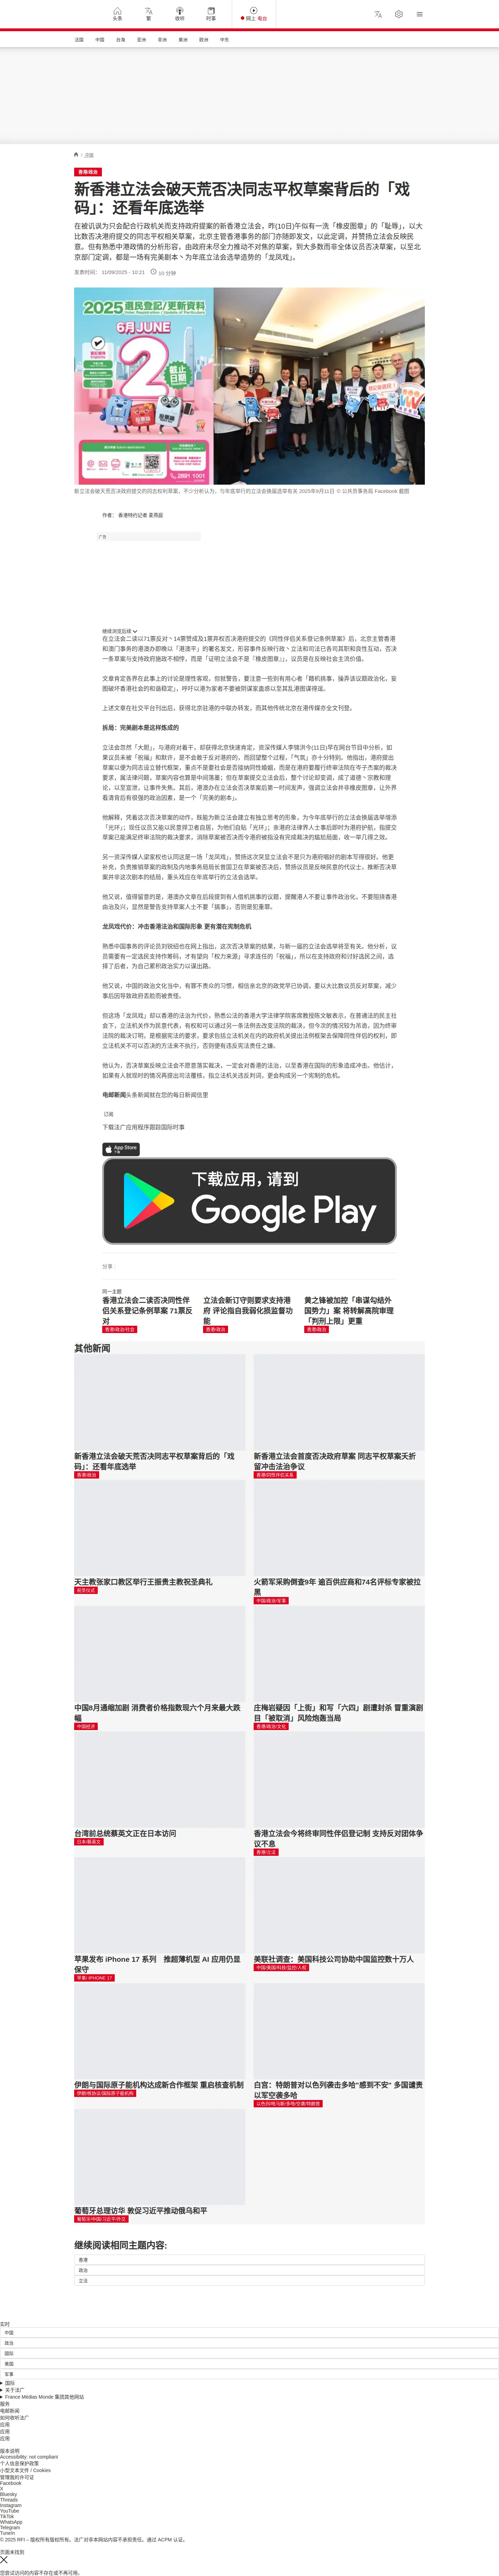 头条
繁
收听
时事
网上 电台
法国
中国
台海
亚洲
非洲
美洲
欧洲
中东
/ 中国
香港/政治
新香港立法会破天荒否决同志平权草案背后的「戏码」：还看年底选举
在被讥讽为只会配合行政机关而支持政府提案的新香港立法会，昨(10日)午似有一洗「橡皮图章」的「耻辱」，以大比数否决港府提交的同志平权相关草案，北京主管香港事务的部门亦随即发文，以此定调，并赞扬立法会反映民意。但有熟悉中港政情的分析形容，由政府未尽全力推动不对焦的草案，到大多数而非全体议员否决草案，以至北京部门定调，都是一场有完美剧本丶为年底立法会选举造势的「龙凤戏」。
发表时间： 11/09/2025 - 10:21
10 分钟
2025選民登記/更新資料
6月JUNE
2
截止日期
2891 1001
新立法会破天荒否决政府提交的同志权利草案，不少分析认为，与年底举行的立法会换届选举有关 2025年9月11日 © 公共房事务局 Facebook 截图
作者： 香港特约记者 麦燕庭
广告
继续浏览后续
在立法会二读以71票反对丶14票赞成及1票弃权否决港府提交的《同性伴侣关系登记条例草案》后，北京主管香港和澳门事务的港澳办即晚以「港澳平」的署名发文，形容事件反映行政丶立法和司法已各司其职和良性互动，否决一条草案与支持政府施政不相悖，而是「证明立法会不是『橡皮图章』」，议员是在反映社会主流价值。
文章肯定各界在此事上的讨论是理性客观，但就警告，要注意一些别有用心者「趟机挑事，操弄该议题政治化，妄图破坏香港社会的和谐稳定」，呼吁以港为家者不要被阴谋家蛊惑以至其乱港图谋得逞。
上述文章在社交平台刊出后，获得北京驻港的中联办转发，而其他传统北京在港传媒亦全文刊登。
拆局：完美剧本是这样炼成的
立法会忽然「大胆」，与港府对着干，却获得北京快速肯定，资深传媒人李锦洪今(11日)早在网台节目中分析，如果议员未被「祝福」和默许，是不会敢于反对港府的，而回望整个过程，「气氛」亦十分特别。他指出，港府提出草案以便为同志设立替代框架，重点不是要社会是否接纳同性婚姻，而是在港府要履行终审法院在岑子杰案的裁决要求，属法律问题，草案内容也算是中间落墨；但在草案提交立法会后，整个讨论却变调，成了道德丶宗教和理论，以至宣泄，让事件失焦。其后，港澳办在立法会否决草案后第一时间发声，强调立法会并非橡皮图章，让外界看清背后有很强的政治因素，是一个「完美的剧本」。
他解释，凭着这次否决草案的动作，既能为新立法会建立有独立思考的形象，为今年底举行的立法会换届选举增添「光环」；现任议员又能以民意捍卫者自居，为他们自贴「光环」；亲港府法律界人士事后即时为港府护航，指提交草案已能满足终审法院的裁决要求，消除草案被否决而令港府被指没有完成裁决的尴尬局面，收一举几得之效。
另一资深传媒人梁家权也认同这是一场「龙凤戏」，赞扬这次突显立法会不是只为港府唱好的剧本写得很好。他更补充，负责推销草案的政制及内地事务局局长曾国卫在草案被否决后，赞扬议员是反映民意的代议士，推断否决草案并非这次剧本的结局，重头戏应在年底举行的立法会选举。
他又说，值得留意的是，港澳办文章在后段提到有人借机挑事的议题，提醒港人不要让事件政治化，不要阻挠香港由治及兴，显然是警告支持草案人士不要「搞事」，否则是犯重罪。
龙凤戏代价：冲击香港法治和国际形象 更有潜在宪制危机
熟悉中国事务的评论员刘锐绍也在网上指出，这次否决草案的结果，与新一届的立法会选举将至有关。他分析，议员需要有一定选民支持作筹码，才有望向「权力来源」寻求连任的「祝福」，所以在支持政府和讨好选民之间，选择了后者，为自己累积政治实力以谋出路。
他又说，中国的政治文化当中，有罪不责众的习惯，相信亲北京的政党早已协调，要以大比数议员反对草案，减少事后因导致政府丢脸而被责怪。
但这场「龙凤戏」却以香港的法治为代价，熟悉公法的香港大学法律学院客席教授陈文敏表示，在普通法的民主社会下，立法机关作为民意代表，有权利和可以通过另一条法例去改变法院的裁决，但今次的情况较为吊诡，因为终审法院的裁决订明，是根据宪法的要求，要求包括立法机关在内的政府机关提出法例框架去保障同性伴侣的权利，即立法机关不可以否决的方法来不执行，否则便有违反宪法责任之嫌。
他认为，否决草案反映立法会不愿意落实裁决，一定会对香港的法治，以至香港在国际的形象造成冲击，他估计，如果有人就现时的情况再提出司法覆核，指立法机关违反判词，更会构成另一个宪制的危机。
电邮新闻头条新闻就在您的每日新闻信里
订阅
下载法广应用程序跟踪国际时事
App Store
下载
下载应用，请到
Google Play
分享 :
同一主题
香港立法会二读否决同性伴侣关系登记条例草案 71票反对
香港/政治/社会
立法会新订守则要求支持港府 评论指自我弱化损监督功能
香港/政治
黄之锋被加控「串谋勾结外国势力」案 将转解高院审理「判刑上限」更重
香港/政治
其他新闻
新香港立法会破天荒否决同志平权草案背后的「戏码」：还看年底选举
香港/政治
新香港立法会首度否决政府草案 同志平权草案夭折 留冲击法治争议
香港/同性伴侣关系
天主教张家口教区举行王振贵主教祝圣典礼
祝圣仪式
火箭军采购倒查9年 逾百供应商和74名评标专家被拉黑
中国/政治/军事
中国8月通缩加剧 消费者价格指数现六个月来最大跌幅
中国经济
庄梅岩疑因「上街」和写「六四」剧遭封杀 冒重演剧目「被取消」风险炮轰当局
香港/政治/文化
台湾前总统蔡英文正在日本访问
日本/蔡英文
香港立法会今将终审同性伴侣登记制 支持反对团体争议不息
香港/立法
苹果发布 iPhone 17 系列　推超薄机型 AI 应用仍显保守
苹果/ IPHONE 17
美联社调查：美国科技公司协助中国监控数十万人
中国/美国/科技/监控/人权
伊朗与国际原子能机构达成新合作框架 重启核查机制
伊朗/核协议/国际原子能机构
白宫：特朗普对以色列袭击多哈“感到不安” 多国谴责以军空袭多哈
以色列/哈马斯/多哈/空袭/特朗普
葡萄牙总理访华 敦促习近平推动俄乌和平
葡萄牙/中国/习近平/外交
继续阅读相同主题内容:
香港
政治
立法
实时
中国
政治
国际
美国
军事
国际
关于法广
France Médias Monde 集团其他网站
服务
电邮新闻
如何收听法广
应用
应用
应用
版本说明
Accessibility: not compliant
个人信息保护政策
小型文本文件 / Cookies
管理我的许可证
Facebook
X
Bluesky
Threads
Instagram
YouTube
TikTok
WhatsApp
Telegram
TuneIn
© 2025 RFI – 版权所有版权所有。法广对非本网站内容不承担责任。通过 ACPM 认证。
页面未找到
您尝试访问的内容不存在或不再可用。